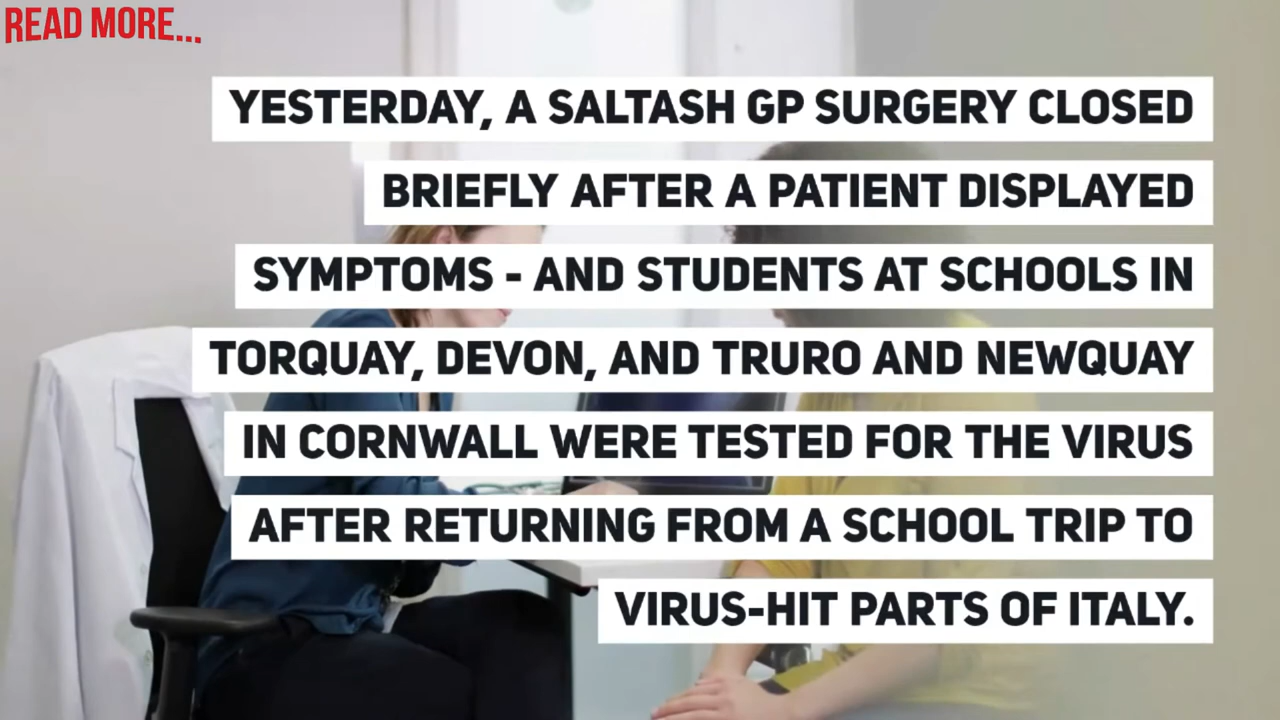 READ MORE...
YESTERDAY, A SALTASH GP SURGERY CLOSED
BRIEFLY AFTER A PATIENT DISPLAYED
SYMPTOMS - AND STUDENTS AT SCHOOLS IN
TORQUAY, DEVON, AND TRURO AND NEWQUAY
IN CORNWALL WERE TESTED FOR THE VIRUS
AFTER RETURNING FROM A SCHOOL TRIP TO
VIRUS-HIT PARTS OF ITALY.